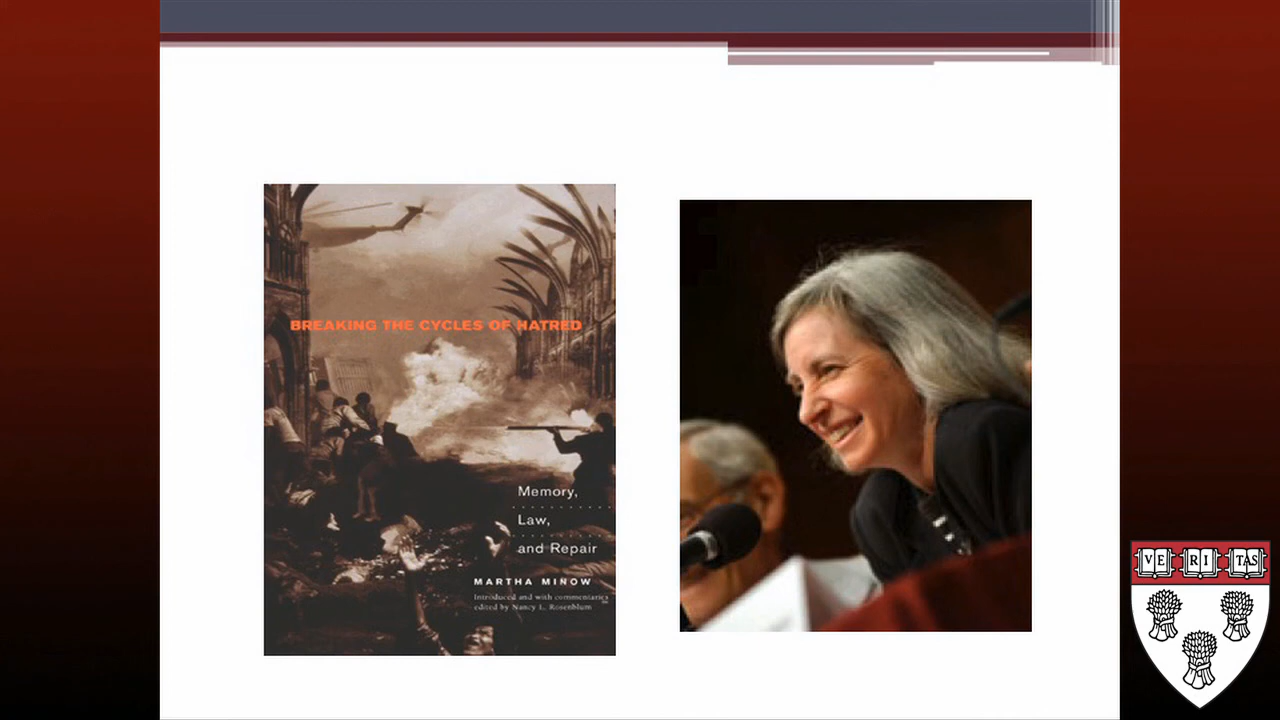 BREAKING THE CYCLES OF HATRED
Memory,
Law,
and Repair
MARTHA MINOW
Introduced and with commentaries
edited by Nancy L. Rosenblum
VE RI TAS